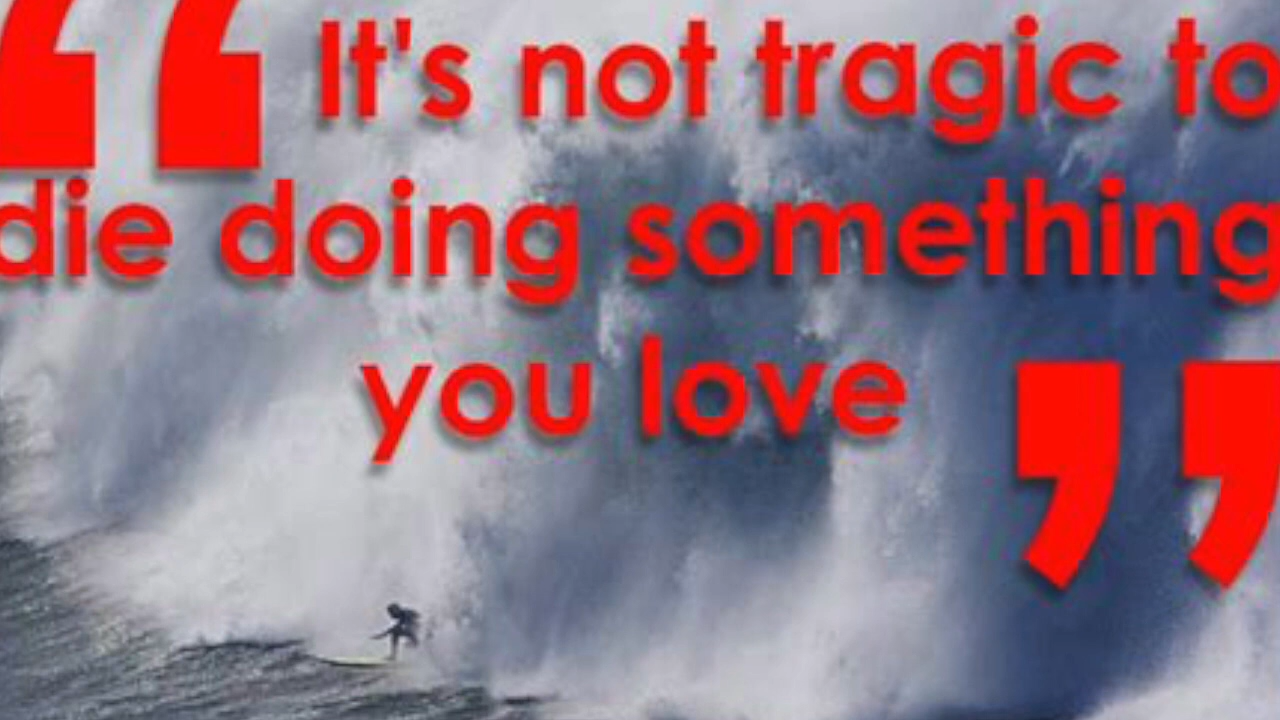 “ It's not tragic to
die doing something
you love ”